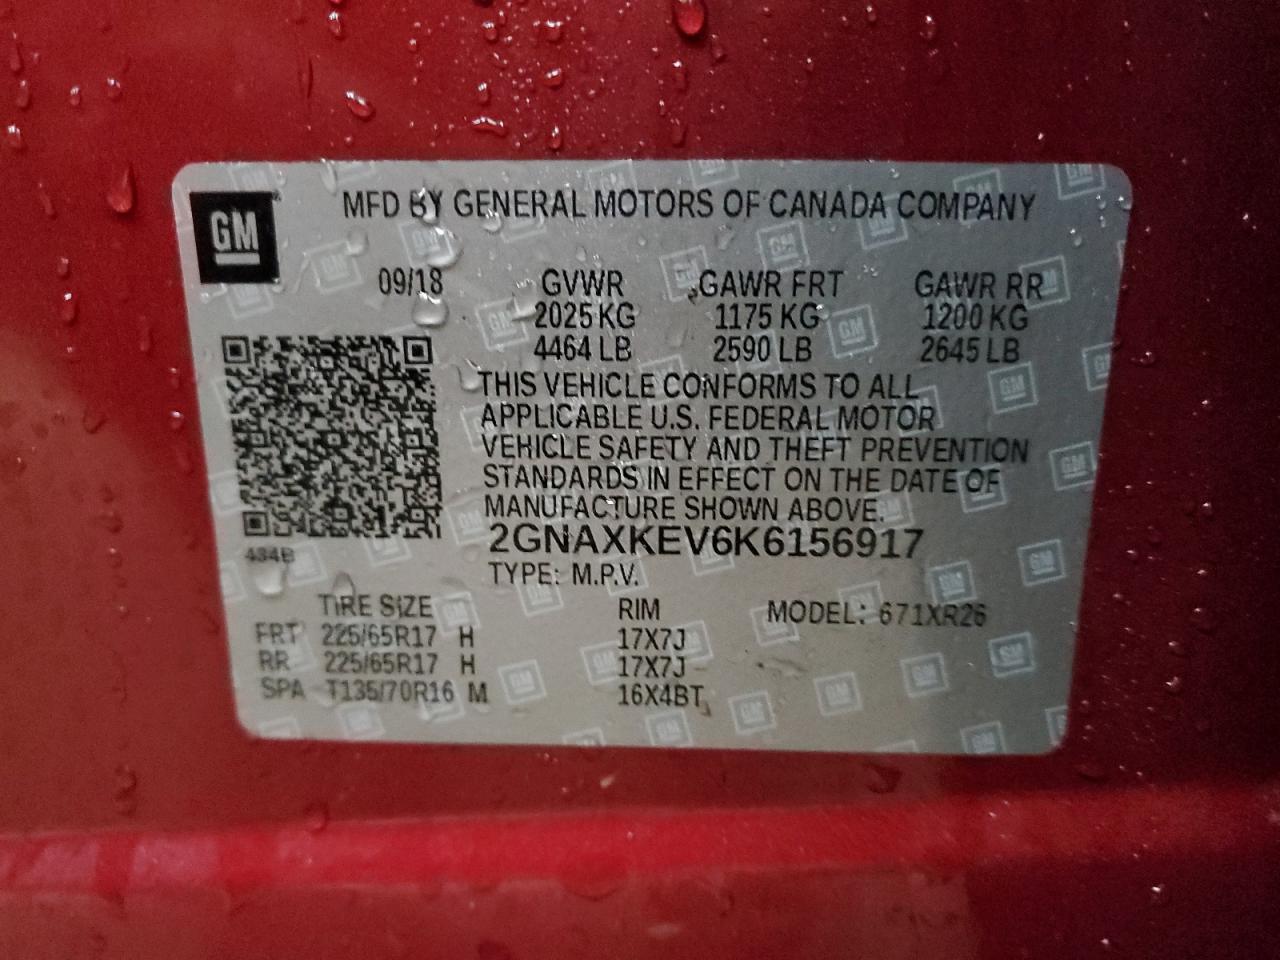 GM
MFD BY GENERAL MOTORS OF CANADA COMPANY
09/18 GVWR GAWR FRT GAWR RR
2025 KG 1175 KG 1200 KG
4464 LB 2590 LB 2645 LB
THIS VEHICLE CONFORMS TO ALL
APPLICABLE U.S. FEDERAL MOTOR
VEHICLE SAFETY AND THEFT PREVENTION
STANDARDS IN EFFECT ON THE DATE OF
MANUFACTURE SHOWN ABOVE.
2GNAXKEV6K6156917
434B
TYPE: M.P.V.
TIRE SIZE RIM MODEL: 671XR26
FRT 225/65R17 H 17X7J
RR 225/65R17 H 17X7J
SPA T135/70R16 M 16X4BT